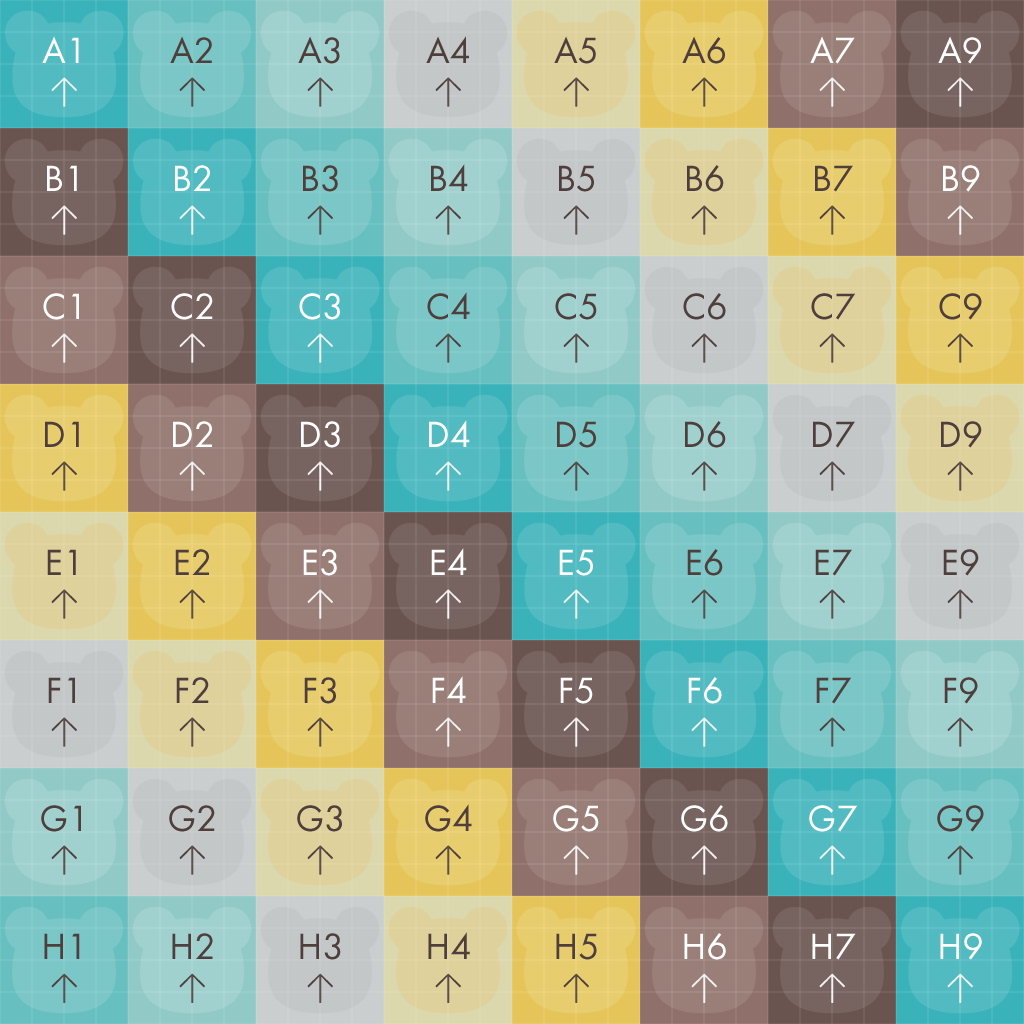 A1 A2 A3 A4 A5 A6 A7 A9
↑ ↑ ↑ ↑ ↑ ↑ ↑ ↑
B1 B2 B3 B4 B5 B6 B7 B9
↑ ↑ ↑ ↑ ↑ ↑ ↑ ↑
C1 C2 C3 C4 C5 C6 C7 C9
↑ ↑ ↑ ↑ ↑ ↑ ↑ ↑
D1 D2 D3 D4 D5 D6 D7 D9
↑ ↑ ↑ ↑ ↑ ↑ ↑ ↑
E1 E2 E3 E4 E5 E6 E7 E9
↑ ↑ ↑ ↑ ↑ ↑ ↑ ↑
F1 F2 F3 F4 F5 F6 F7 F9
↑ ↑ ↑ ↑ ↑ ↑ ↑ ↑
G1 G2 G3 G4 G5 G6 G7 G9
↑ ↑ ↑ ↑ ↑ ↑ ↑ ↑
H1 H2 H3 H4 H5 H6 H7 H9
↑ ↑ ↑ ↑ ↑ ↑ ↑ ↑